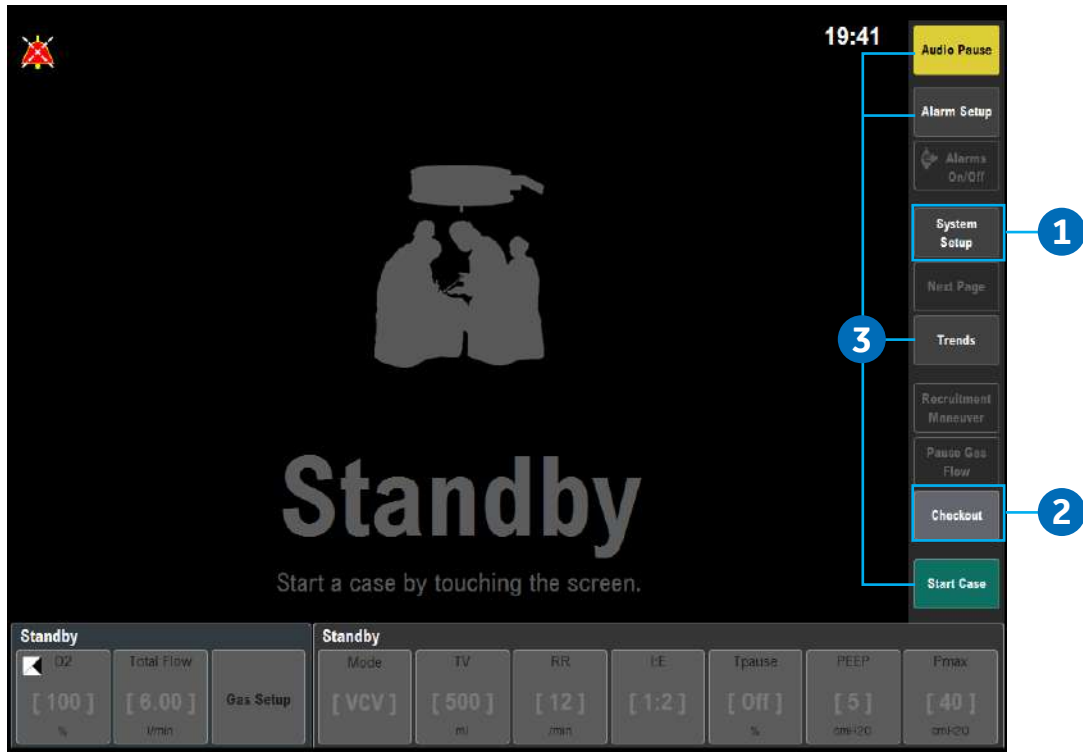 19:41
Audio Pause
Alarm Setup
Alarms
On/Off
System
Setup
1
Next Page
3
Trends
Recruitment
Maneuver
Pause Gas
Flow
Checkout
2
Standby
Start a case by touching the screen.
Start Case
Standby
O2
Total Flow
Gas Setup
[ 100 ]
[ 6.00 ]
%
l/min
Standby
Mode
TV
RR
I:E
Tpause
PEEP
Pmax
[ VCV ]
[ 500 ]
[ 12 ]
[ 1:2 ]
[ Off ]
[ 5 ]
[ 40 ]
ml
/min
%
cmH2O
cmH2O